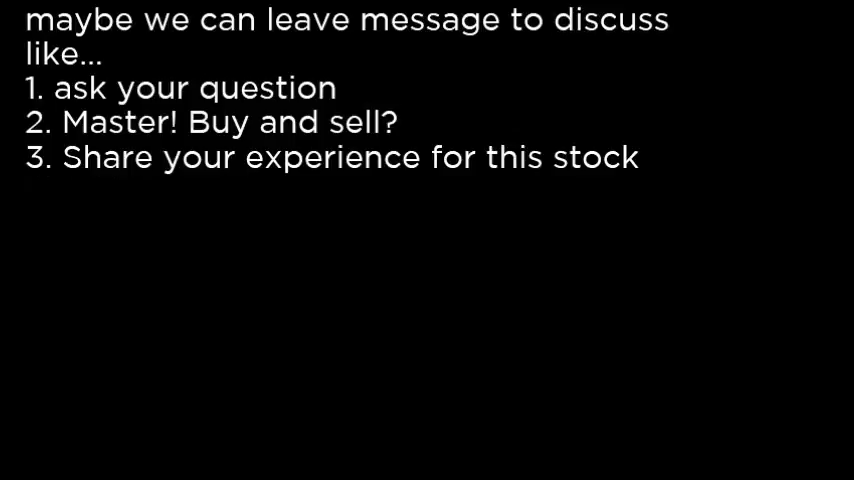 maybe we can leave message to discuss
like...
1. ask your question
2. Master! Buy and sell?
3. Share your experience for this stock